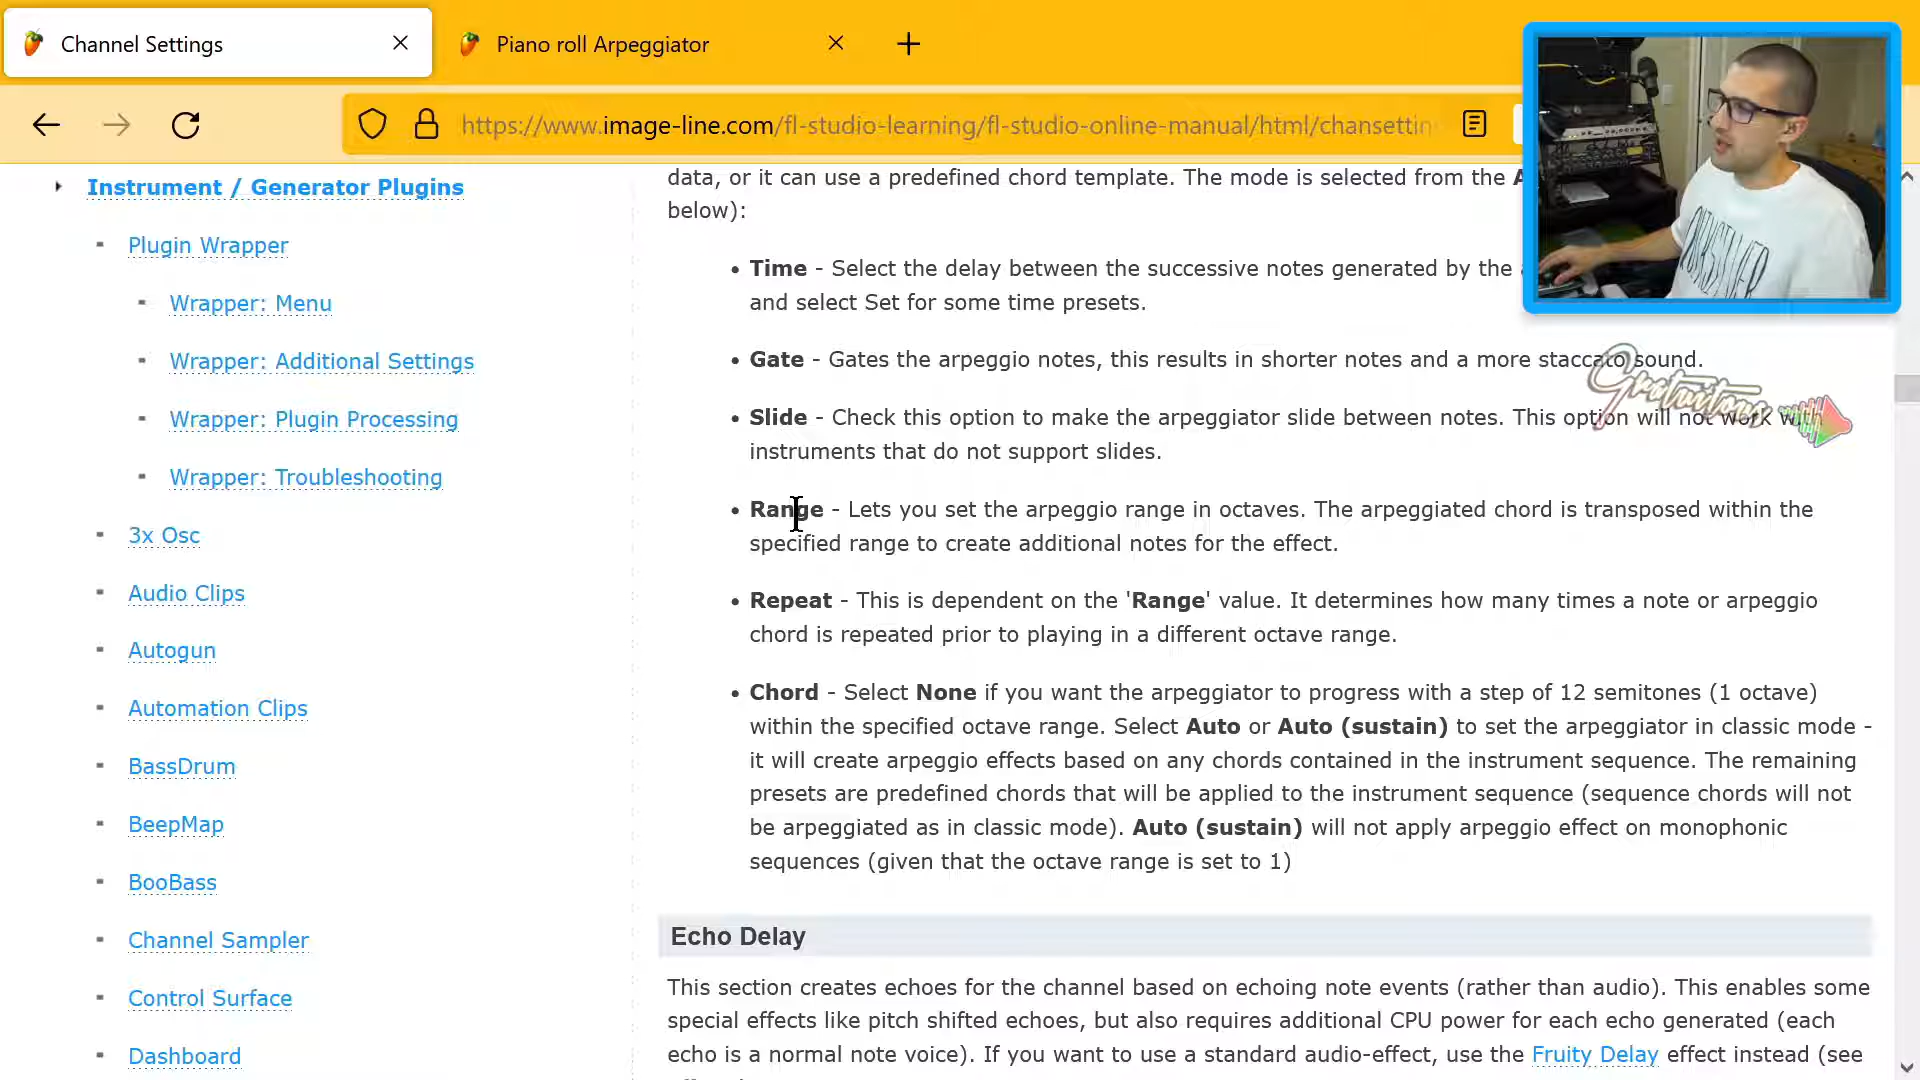 Channel Settings
Piano roll Arpeggiator
https://www.image-line.com/fl-studio-learning/fl-studio-online-manual/html/chansettin
Instrument / Generator Plugins
Plugin Wrapper
Wrapper: Menu
Wrapper: Additional Settings
Wrapper: Plugin Processing
Wrapper: Troubleshooting
3x Osc
Audio Clips
Autogun
Automation Clips
BassDrum
BeepMap
BooBass
Channel Sampler
Control Surface
Dashboard
data, or it can use a predefined chord template. The mode is selected from the
below):
• Time - Select the delay between the successive notes generated by the
and select Set for some time presets.
• Gate - Gates the arpeggio notes, this results in shorter notes and a more staccato sound.
• Slide - Check this option to make the arpeggiator slide between notes. This option will not work with
instruments that do not support slides.
• Range - Lets you set the arpeggio range in octaves. The arpeggiated chord is transposed within the
specified range to create additional notes for the effect.
• Repeat - This is dependent on the 'Range' value. It determines how many times a note or arpeggio
chord is repeated prior to playing in a different octave range.
• Chord - Select None if you want the arpeggiator to progress with a step of 12 semitones (1 octave)
within the specified octave range. Select Auto or Auto (sustain) to set the arpeggiator in classic mode -
it will create arpeggio effects based on any chords contained in the instrument sequence. The remaining
presets are predefined chords that will be applied to the instrument sequence (sequence chords will not
be arpeggiated as in classic mode). Auto (sustain) will not apply arpeggio effect on monophonic
sequences (given that the octave range is set to 1)
Echo Delay
This section creates echoes for the channel based on echoing note events (rather than audio). This enables some
special effects like pitch shifted echoes, but also requires additional CPU power for each echo generated (each
echo is a normal note voice). If you want to use a standard audio-effect, use the Fruity Delay effect instead (see
Gratuitous